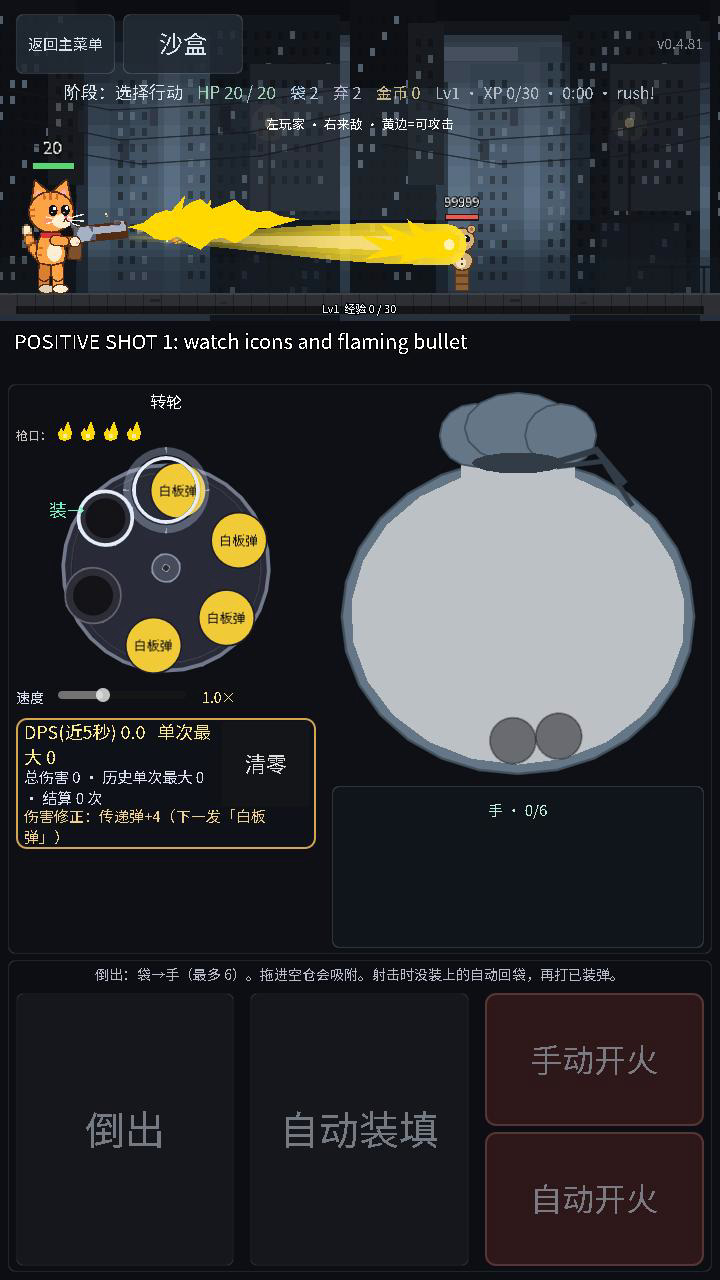 返回主菜单
沙盒
v0.4.81
阶段：选择行动 HP 20 / 20 袋 2 弃 2 金币 0 Lv1 · XP 0/30 · 0:00 · rush!
左玩家 · 右来敌 · 黄边=可攻击
20
99999
Lv1 经验 0 / 30
POSITIVE SHOT 1: watch icons and flaming bullet
转轮
枪口：
装→
白板弹
白板弹
白板弹
白板弹
速度
1.0×
DPS(近5秒) 0.0 单次最
大 0
总伤害 0 · 历史单次最大 0
· 结算 0 次
伤害修正：传递弹+4（下一发「白板
弹」）
清零
手 · 0/6
倒出：袋→手（最多 6）。拖进空仓会吸附。射击时没装上的自动回袋，再打已装弹。
倒出
自动装填
手动开火
自动开火